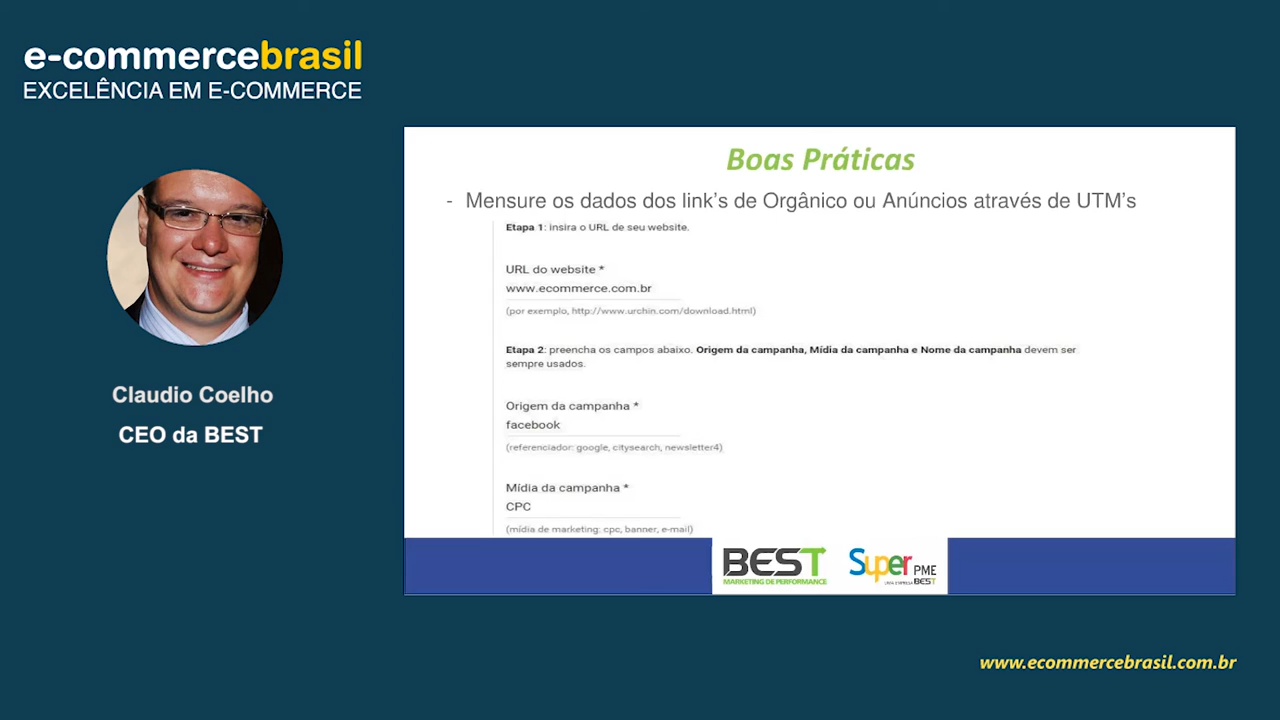 e-commercebrasil
EXCELÊNCIA EM E-COMMERCE
Claudio Coelho
CEO da BEST
Boas Práticas
- Mensure os dados dos link's de Orgânico ou Anúncios através de UTM's
Etapa 1: insira o URL de seu website.
URL do website *
www.ecommerce.com.br
(por exemplo, http://www.urchin.com/download.html)
Etapa 2: preencha os campos abaixo. Origem da campanha, Mídia da campanha e Nome da campanha devem ser
sempre usados.
Origem da campanha *
facebook
(referenciador: google, citysearch, newsletter4)
Mídia da campanha *
CPC
(mídia de marketing: cpc, banner, e-mail)
BEST
MARKETING DE PERFORMANCE
Super PME
UMA EMPRESA BEST
www.ecommercebrasil.com.br